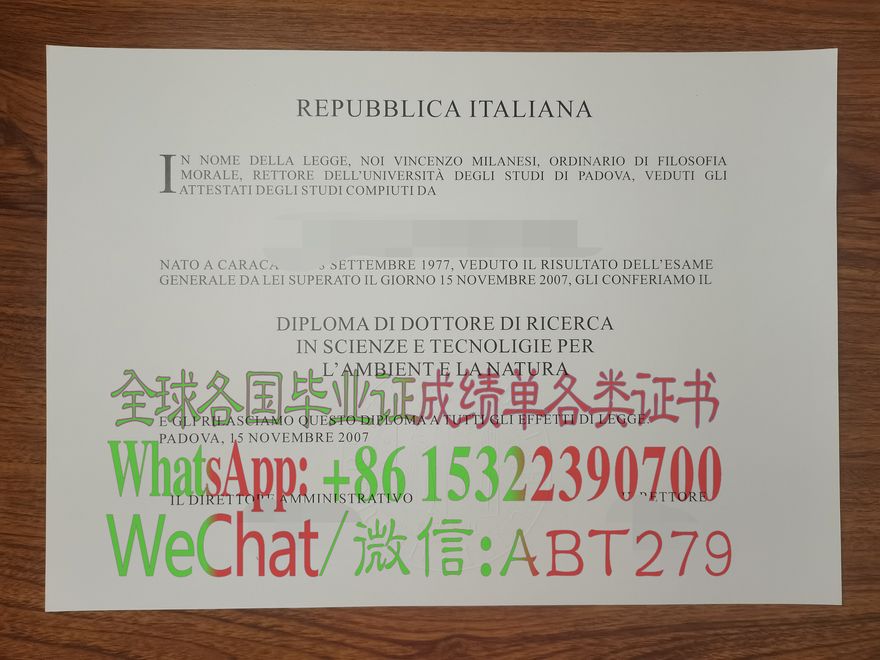 REPUBBLICA ITALIANA
IN NOME DELLA LEGGE, NOI VINCENZO MILANESI, ORDINARIO DI FILOSOFIA
MORALE, RETTORE DELL'UNIVERSITÀ DEGLI STUDI DI PADOVA, VEDUTI GLI
ATTESTATI DEGLI STUDI COMPIUTI DA
NATO A CARACA SETTEMBRE 1977, VEDUTO IL RISULTATO DELL'ESAME
GENERALE DA LEI SUPERATO IL GIORNO 15 NOVEMBRE 2007, GLI CONFERIAMO IL
DIPLOMA DI DOTTORE DI RICERCA
IN SCIENZE E TECNOLIGIE PER
L'AMBIENT E LA NATURA
全球各国毕业证成绩单各类证书
E GLI RILASCIAMO QUESTO DIPLOMA A TUTTI GLI EFFETTI DI LEGGE.
PADOVA, 15 NOVEMBRE 2007
WhatsApp: +86 15322390700
IL DIRETTORE AMMINISTRATIVO IL RETTORE
WeChat/微信:ABT279